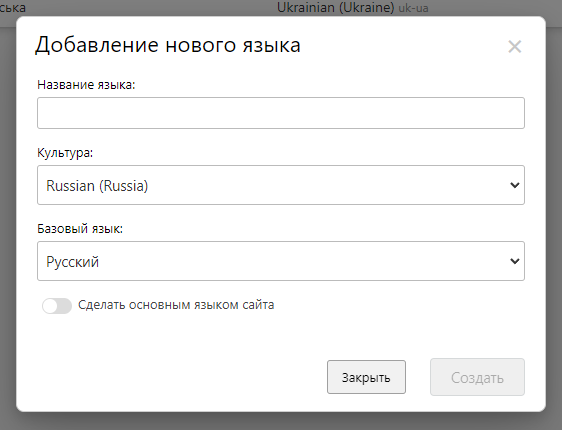 ська Ukrainian (Ukraine) uk-ua
Добавление нового языка
Название языка:
Культура:
Russian (Russia)
Базовый язык:
Русский
Сделать основным языком сайта
Закрыть Создать